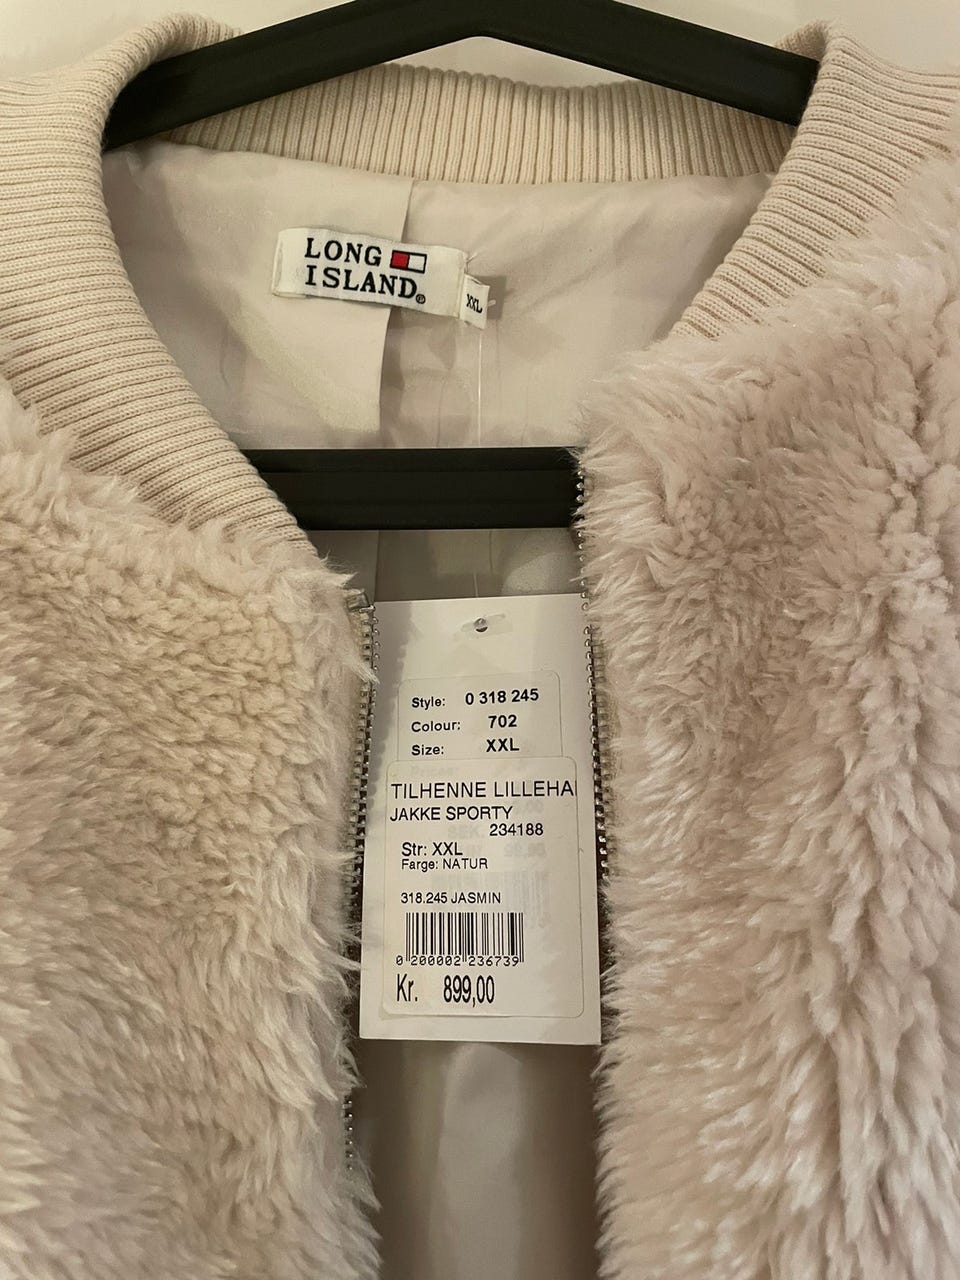 LONG
ISLAND®
XXL
Style: 0 318 245
Colour: 702
Size: XXL
TILHENNE LILLEHA
JAKKE SPORTY
234188
Str: XXL
Farge: NATUR
318.245 JASMIN
0 200002 236739
Kr. 899,00